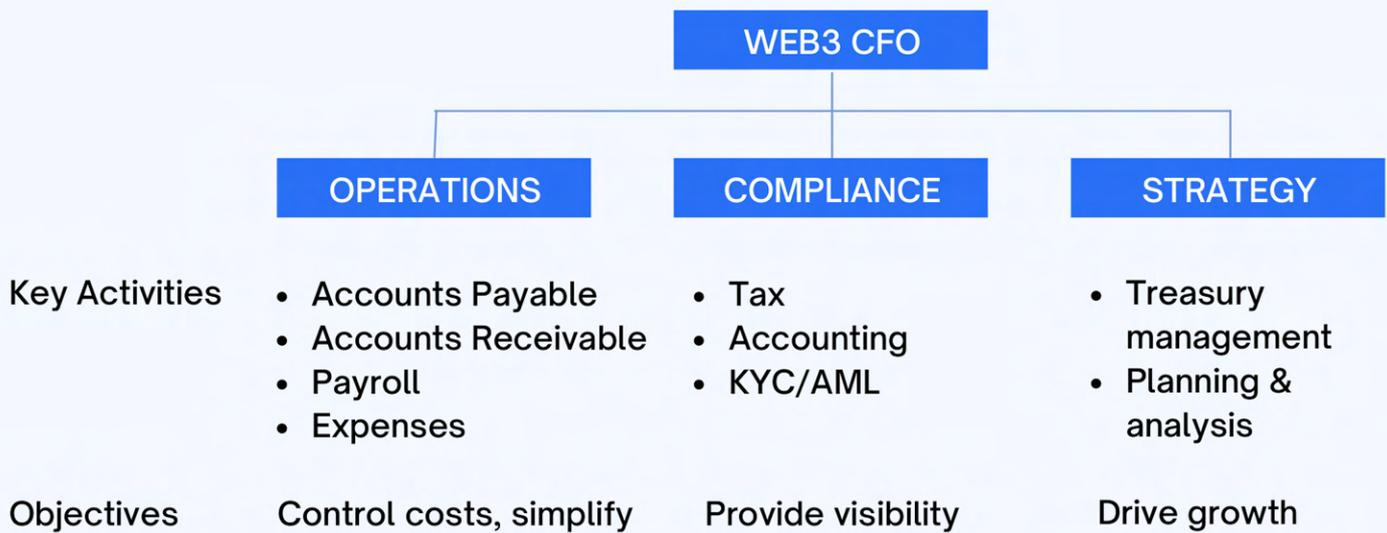 WEB3 CFO
OPERATIONS
COMPLIANCE
STRATEGY
Key Activities
• Accounts Payable
• Accounts Receivable
• Payroll
• Expenses
• Tax
• Accounting
• KYC/AML
• Treasury
management
• Planning &
analysis
Objectives
Control costs, simplify
Provide visibility
Drive growth